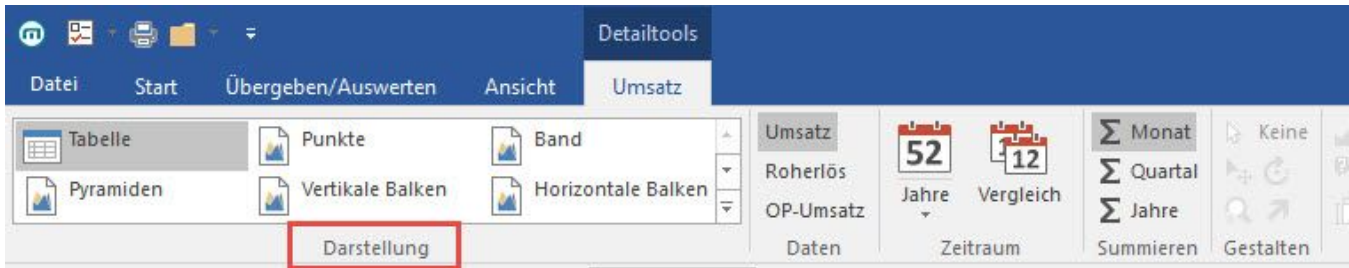 Detailtools
Datei Start Übergeben/Auswerten Ansicht Umsatz
Tabelle Punkte Band
Pyramiden Vertikale Balken Horizontale Balken
Darstellung
Umsatz
Roherlös
OP-Umsatz
Daten
52 12
Jahre Vergleich
Zeitraum
Σ Monat
Σ Quartal
Σ Jahre
Summieren
Keine
Gestalten